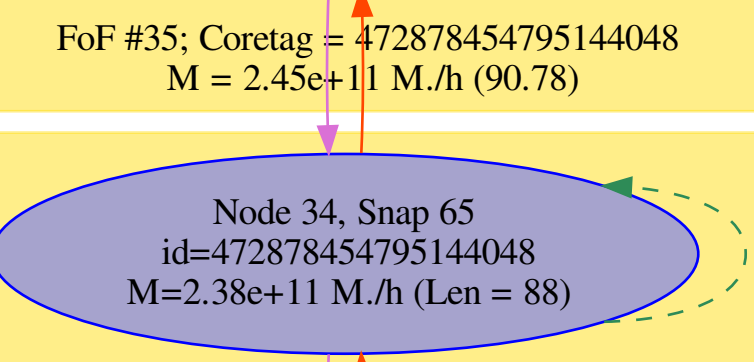 FoF #35; Coretag = 472878454795144048
M = 2.45e+11 M./h (90.78)
Node 34, Snap 65
id=472878454795144048
M=2.38e+11 M./h (Len = 88)